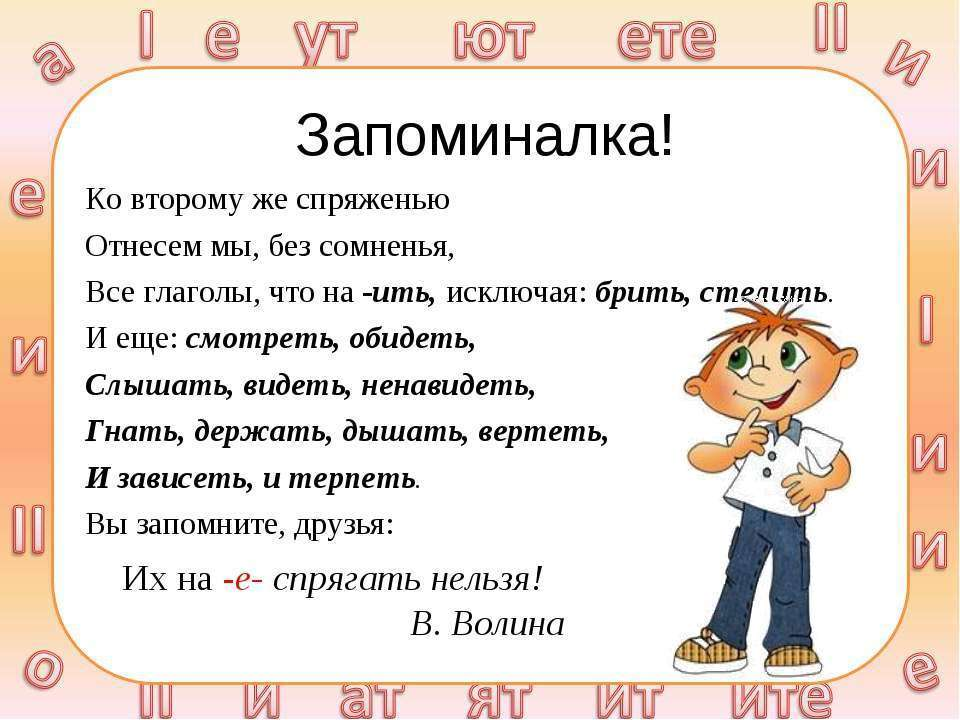 а I е ут ют ете II и
Запоминалка!
Ко второму же спряженью
Отнесем мы, без сомненья,
Все глаголы, что на -ить, исключая: брить, стелить.
И еще: смотреть, обидеть,
Слышать, видеть, ненавидеть,
Гнать, держать, дышать, вертеть,
И зависеть, и терпеть.
Вы запомните, друзья:
Их на -е- спрягать нельзя!
В. Волина
е
и
II
и
I
и
и
о II и ат ят ит ите е